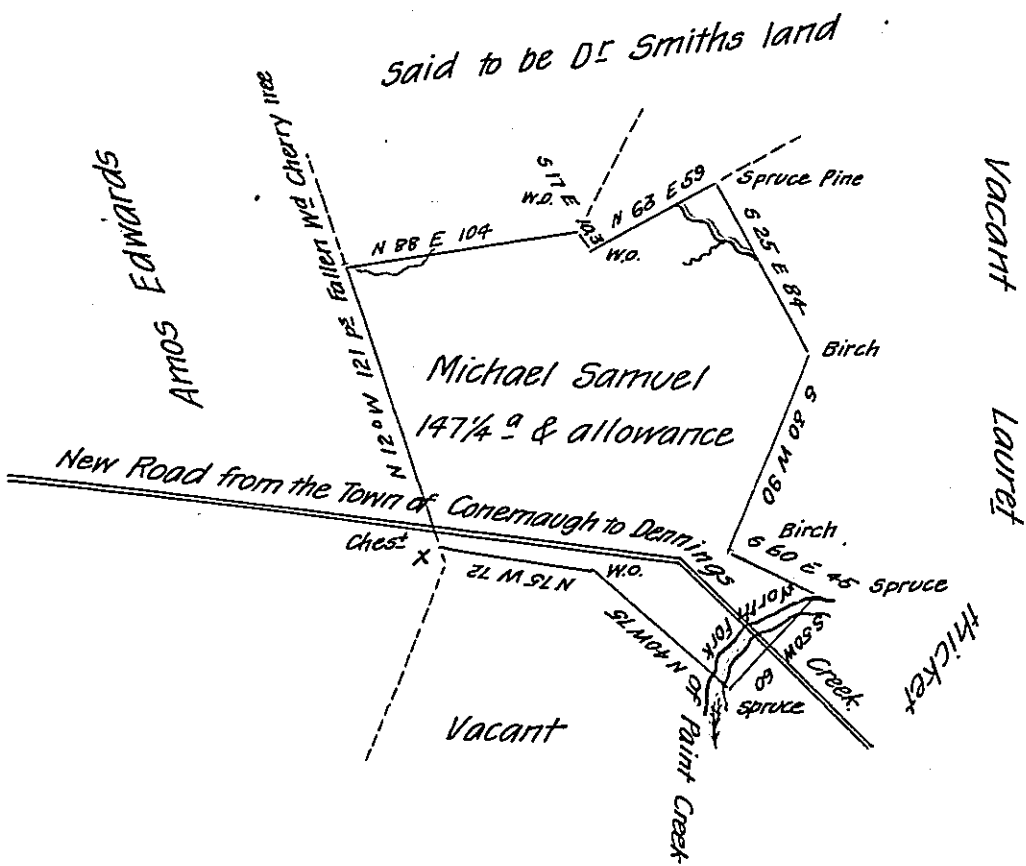 Said to be Dr Smiths land
Amos Edwards
N 12° W 121 ps Fallen Wd Cherry tree
N 88 E 104
S 17 E
W.O.
10.3
W.O.
N 63 E 59
Spruce Pine
S 25 E 84
Birch
Vacant
Laurel
thicket
Michael Samuel
147¼ a & allowance
S 30 W 90
New Road from the Town of Conemaugh to Dennings
Creek.
Birch.
S 60 E 45
Spruce
Chest
X
N 75 W 72
W.O.
N 40 W 75
North
Fork
Of Paint Creek
S 50 W
60
Spruce
Vacant